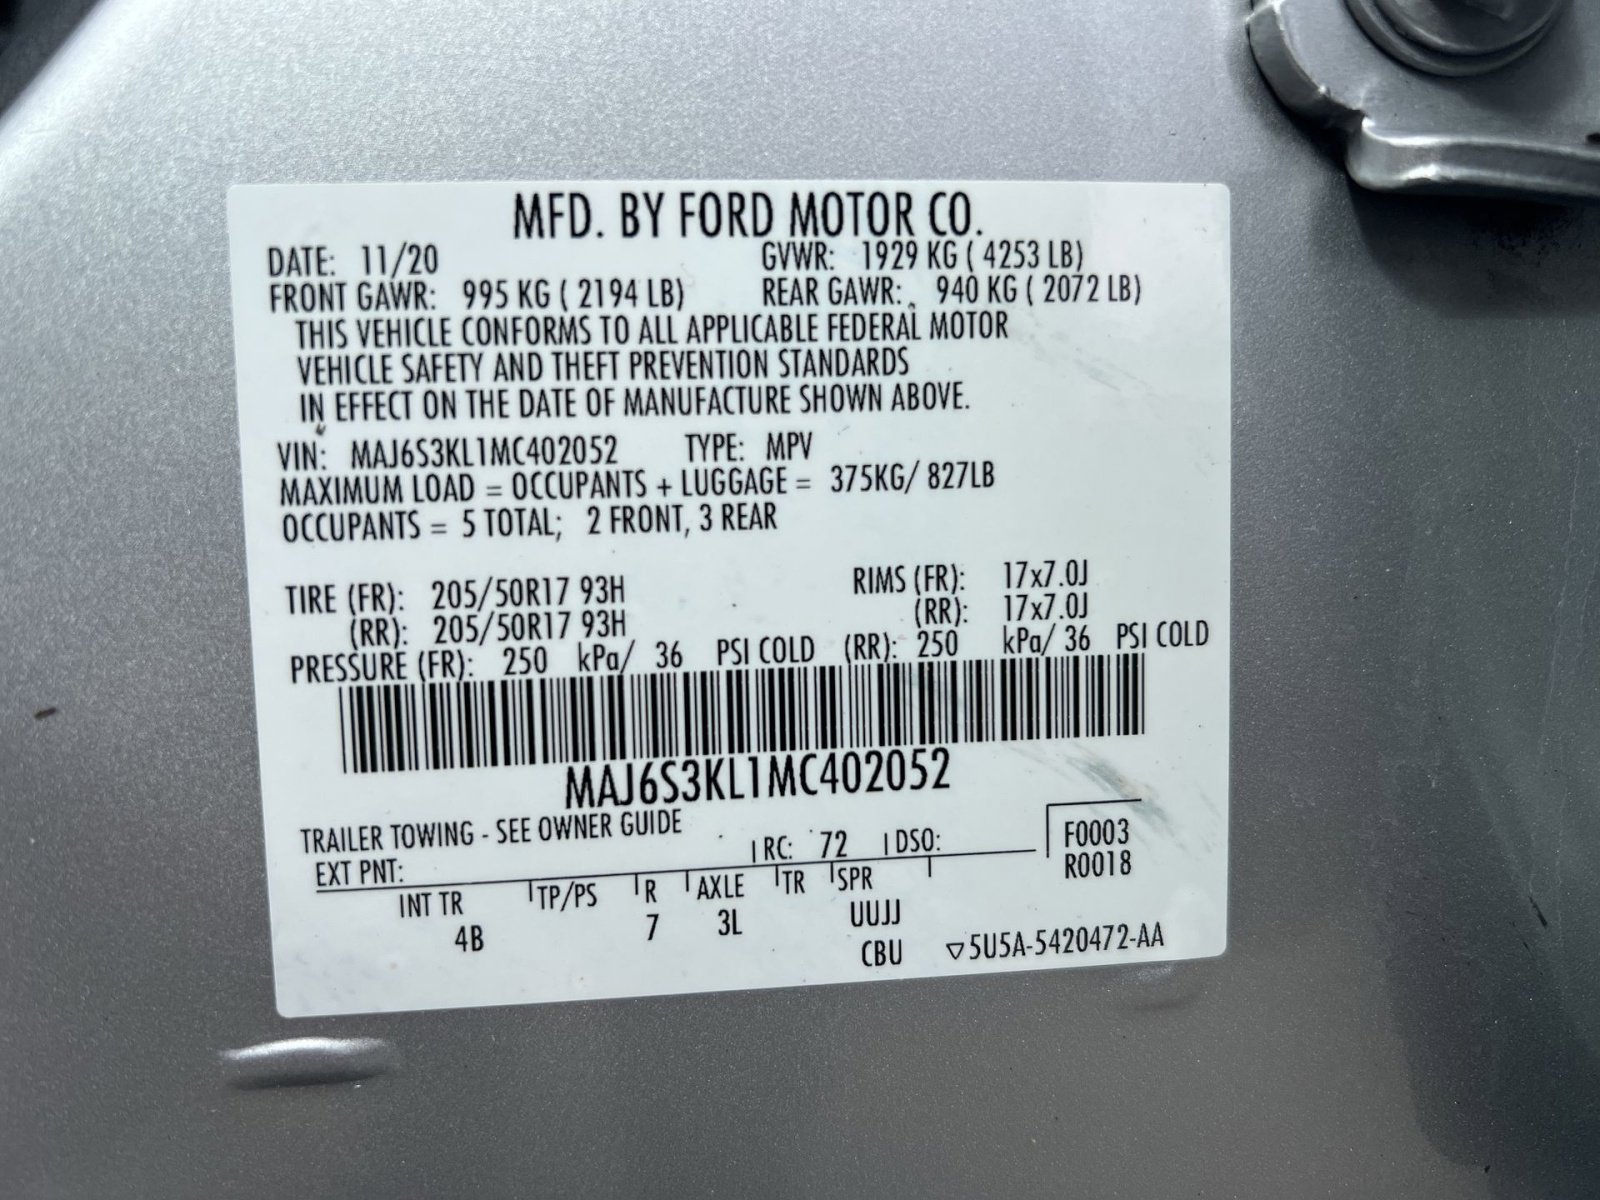 MFD. BY FORD MOTOR CO.
DATE: 11/20 GVWR: 1929 KG ( 4253 LB)
FRONT GAWR: 995 KG ( 2194 LB) REAR GAWR: 940 KG ( 2072 LB)
THIS VEHICLE CONFORMS TO ALL APPLICABLE FEDERAL MOTOR
VEHICLE SAFETY AND THEFT PREVENTION STANDARDS
IN EFFECT ON THE DATE OF MANUFACTURE SHOWN ABOVE.
VIN: MAJ6S3KL1MC402052 TYPE: MPV
MAXIMUM LOAD = OCCUPANTS + LUGGAGE = 375KG/ 827LB
OCCUPANTS = 5 TOTAL; 2 FRONT, 3 REAR
TIRE (FR): 205/50R17 93H RIMS (FR): 17x7.0J
(RR): 205/50R17 93H (RR): 17x7.0J
PRESSURE (FR): 250 kPa/ 36 PSI COLD (RR): 250 kPa/ 36 PSI COLD
MAJ6S3KL1MC402052
TRAILER TOWING - SEE OWNER GUIDE
EXT PNT: RC: 72 DSO: F0003
R0018
INT TR TP/PS R AXLE TR SPR
4B 7 3L UUJJ
CBU ▽5U5A-5420472-AA